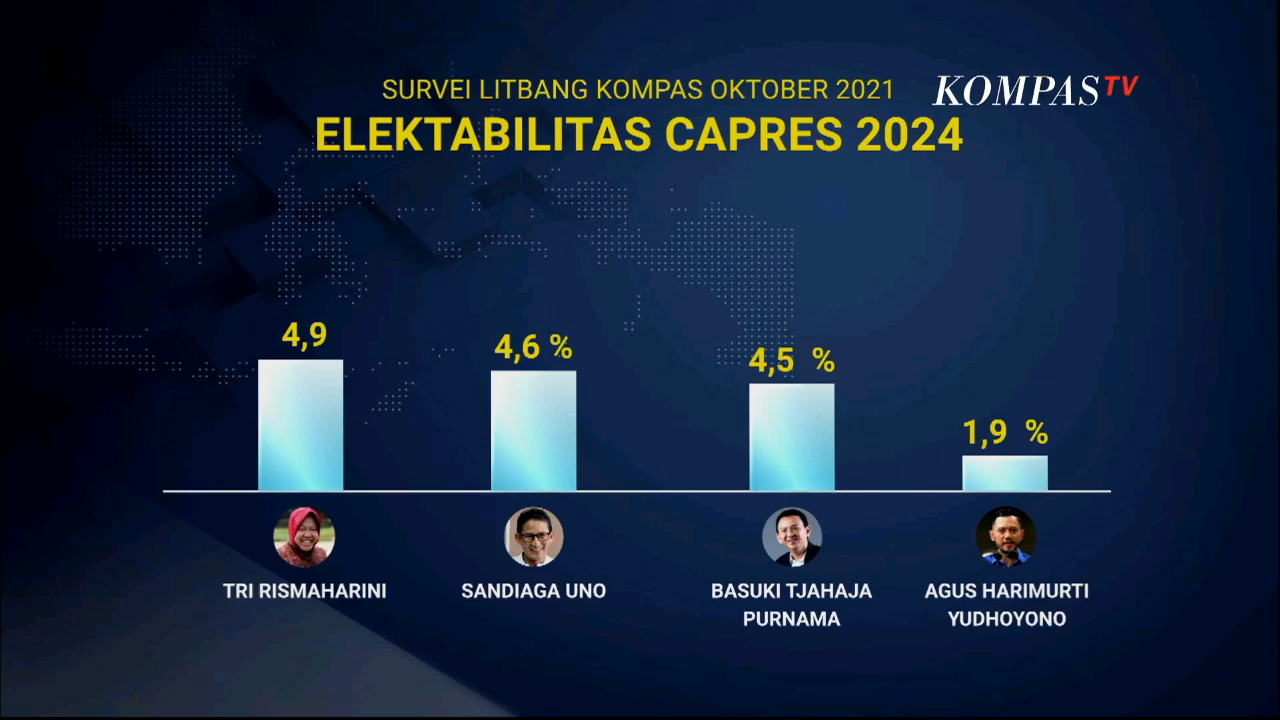 SURVEI LITBANG KOMPAS OKTOBER 2021
KOMPASTV
ELEKTABILITAS CAPRES 2024
4,9
4,6 %
4,5 %
1,9 %
TRI RISMAHARINI
SANDIAGA UNO
BASUKI TJAHAJA
PURNAMA
AGUS HARIMURTI
YUDHOYONO